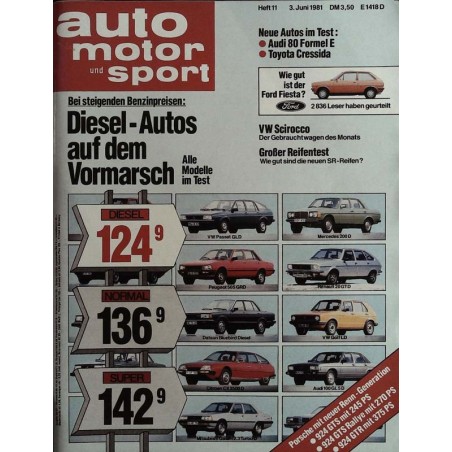 auto
motor
und sport
Heft 11 3. Juni 1981 DM 3,50 E 1418 D
Neue Autos im Test:
Audi 80 Formel E
Toyota Cressida
Wie gut
ist der
Ford Fiesta?
Ford
2 836 Leser haben geurteilt
VW Scirocco
Der Gebrauchtwagen des Monats
Großer Reifentest
Wie gut sind die neuen SR-Reifen?
Bei steigenden Benzinpreisen:
Diesel-Autos
auf dem
Vormarsch
Alle
Modelle
im Test
DIESEL
1249
NORMAL
1369
SUPER
1429
VW Passat GLD
Mercedes 200 D
Peugeot 505 GRD
Renault 20 GTD
Datsun Bluebird Diesel
VW Golf LD
Audi 100 GL 5 D
Porsche mit neuer Renn-Generation
924 GTS mit 245 PS
924 GTS Rallye mit 270 PS
924 GTR mit 375 PS